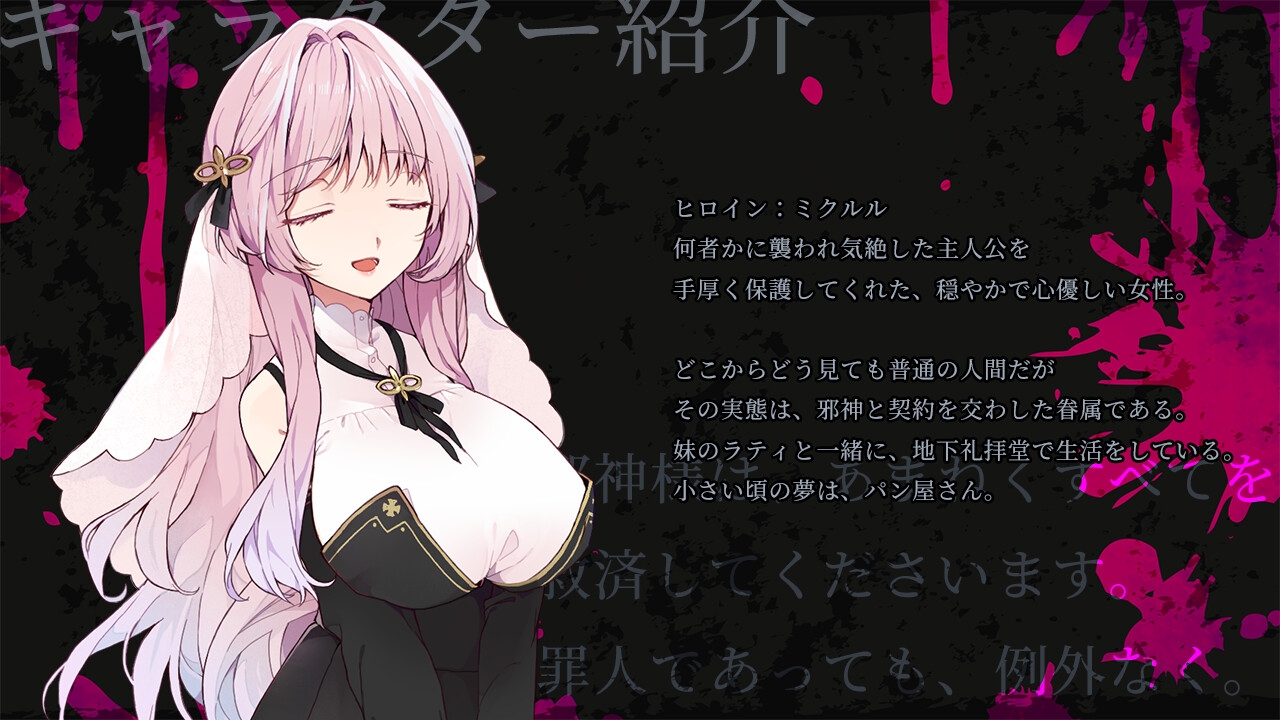 キャラクター紹介
ヒロイン：ミクルル
何者かに襲われ気絶した主人公を
手厚く保護してくれた、穏やかで心優しい女性。
どこからどう見ても普通の人間だが
その実態は、邪神と契約を交わした眷属である。
妹のラティと一緒に、地下礼拝堂で生活をしている。
小さい頃の夢は、パン屋さん。
邪神様は、あまねくすべてを
救済してくださいます。
罪人であっても、例外なく。